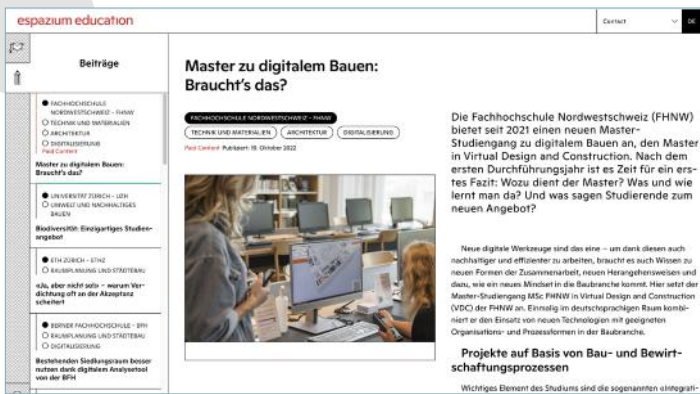 espazium education
Contact
DE
Beiträge
FACHHOCHSCHULE
NORDWESTSCHWEIZ – FHNW
TECHNIK UND MATERIALIEN
ARCHITEKTUR
DIGITALISIERUNG
Paid Content
Master zu digitalem Bauen:
Braucht's das?
UNIVERSITÄT ZÜRICH – UZH
UMWELT UND NACHHALTIGES
BAUEN
Biodiversität: Einzigartiges Studien-
angebot
ETH ZÜRICH – ETHZ
RAUMPLANUNG UND STÄDTEBAU
«Ja, aber nicht so!» – warum Ver-
dichtung oft an der Akzeptanz
scheitert
BERNER FACHHOCHSCHULE – BFH
RAUMPLANUNG UND STÄDTEBAU
DIGITALISIERUNG
Bestehenden Siedlungsraum besser
nutzen dank digitalem Analysetool
von der BFH
Master zu digitalem Bauen:
Braucht's das?
FACHHOCHSCHULE NORDWESTSCHWEIZ – FHNW
TECHNIK UND MATERIALIEN
ARCHITEKTUR
DIGITALISIERUNG
Paid Content Publiziert: 19. Oktober 2022
Die Fachhochschule Nordwestschweiz (FHNW)
bietet seit 2021 einen neuen Master-
Studiengang zu digitalem Bauen an, den Master
in Virtual Design and Construction. Nach dem
ersten Durchführungsjahr ist es Zeit für ein ers-
tes Fazit: Wozu dient der Master? Was und wie
lernt man da? Und was sagen Studierende zum
neuen Angebot?
Neue digitale Werkzeuge sind das eine – um dank diesen auch
nachhaltiger und effizienter zu arbeiten, braucht es auch Wissen zu
neuen Formen der Zusammenarbeit, neuen Herangehensweisen und
dazu, wie ein neues Mindset in die Baubranche kommt. Hier setzt der
Master-Studiengang MSc FHNW in Virtual Design and Construction
(VDC) der FHNW an. Einmalig im deutschsprachigen Raum kombi-
niert er den Einsatz von neuen Technologien mit geeigneten
Organisations- und Prozessformen in der Baubranche.
Projekte auf Basis von Bau- und Bewirt-
schaftungsprozessen
Wichtiges Element des Studiums sind die sogenannten «Integrati-